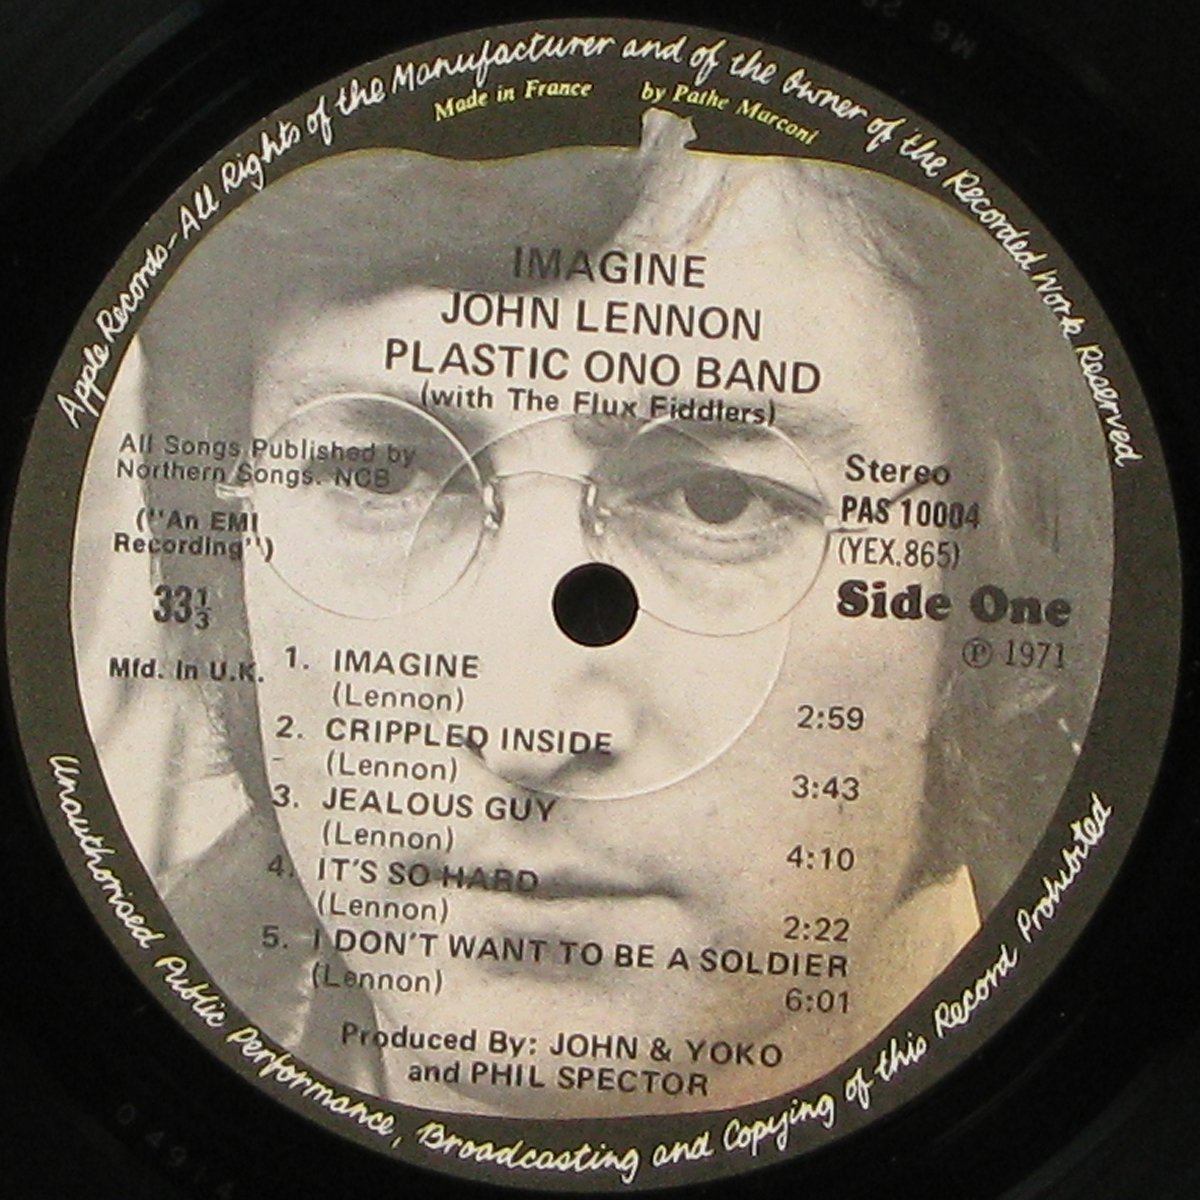 Apple Records-All Rights of the Manufacturer and of the Owner of the Recorded Work Reserved
Made in France by Pathe Marconi
IMAGINE
JOHN LENNON
PLASTIC ONO BAND
(with The Flux Fiddlers)
All Songs Published by
Northern Songs. NCB
(''An EMI
Recording'')
33 1/3
Mfd. In U.K.
Stereo
PAS 10004
(YEX.865)
Side One
℗ 1971
1. IMAGINE
(Lennon) 2:59
2. CRIPPLED INSIDE
(Lennon) 3:43
3. JEALOUS GUY
(Lennon) 4:10
4. IT'S SO HARD
(Lennon) 2:22
5. I DON'T WANT TO BE A SOLDIER
(Lennon) 6:01
Produced By: JOHN & YOKO
and PHIL SPECTOR
Unauthorised Public Performance, Broadcasting and Copying of this Record Prohibited